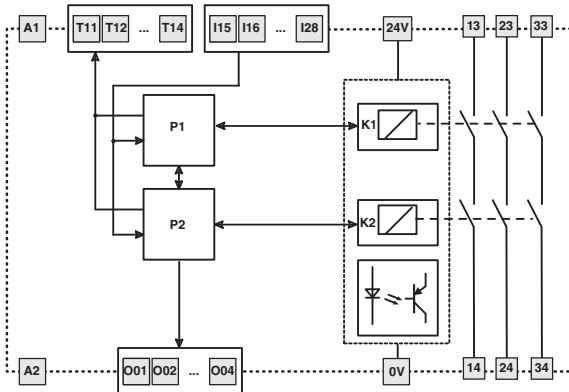 A1 T11 T12 ... T14 I15 I16 ... I28 24V 13 23 33
P1 K1
P2 K2
A2 O01 O02 ... O04 0V 14 24 34